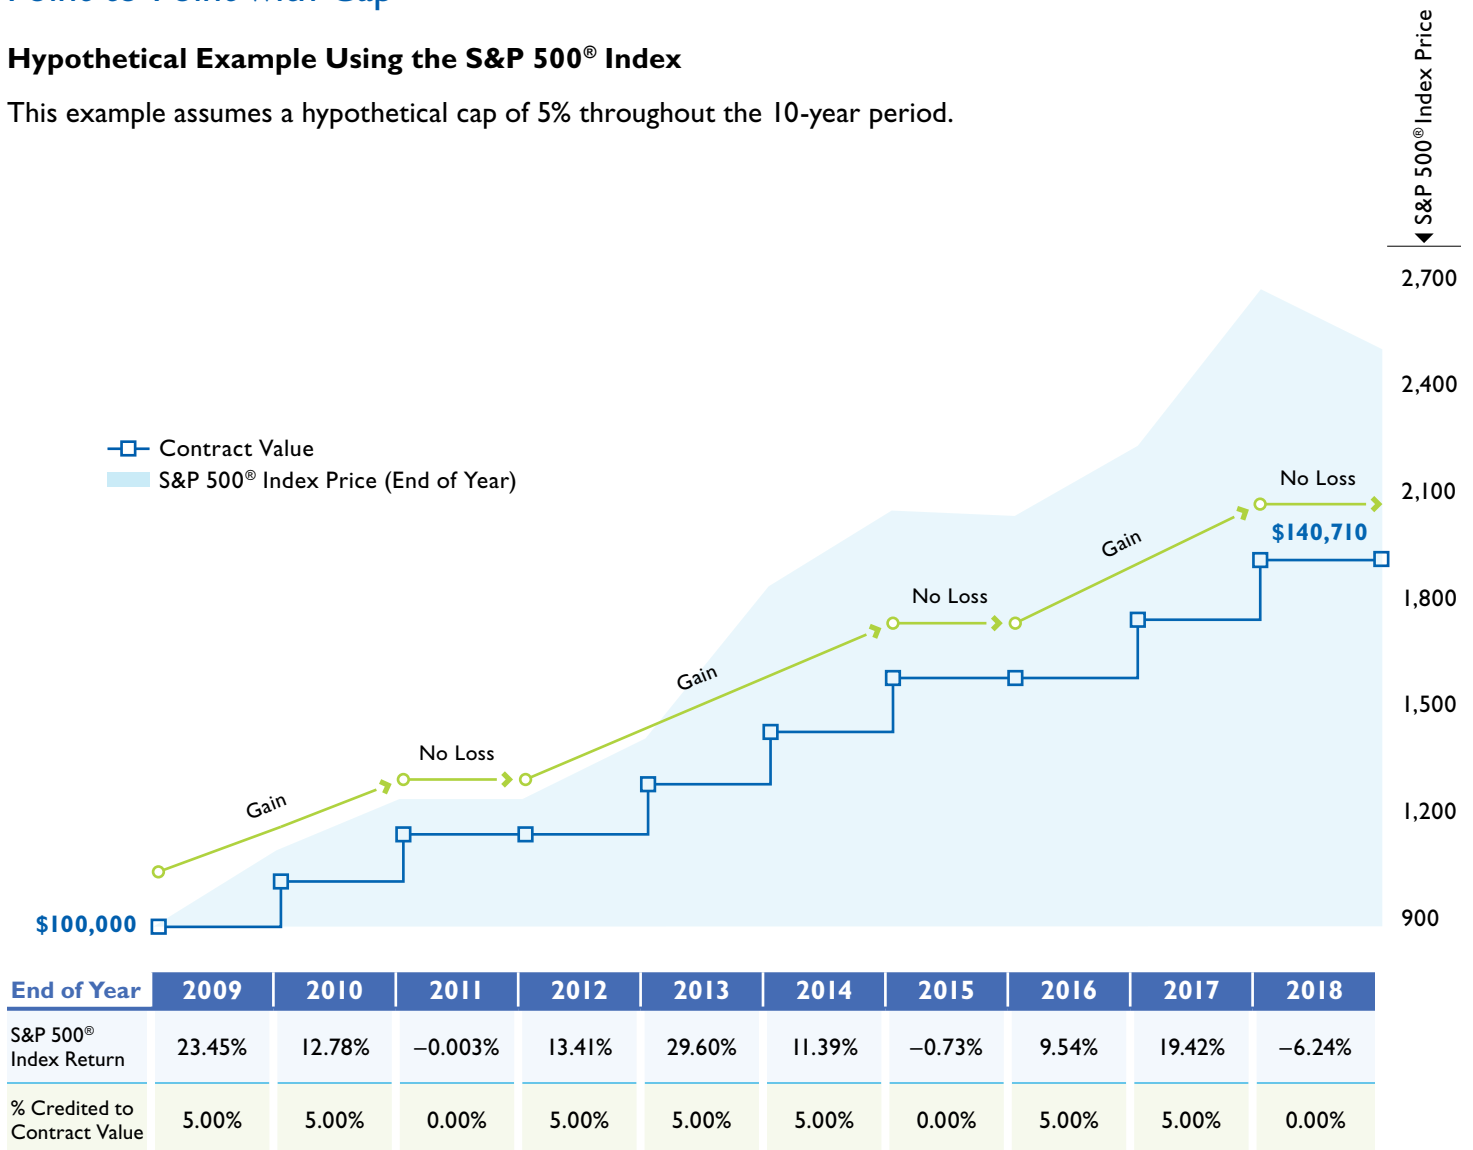 Point-to-Point with Cap
Hypothetical Example Using the S&P 500® Index
This example assumes a hypothetical cap of 5% throughout the 10-year period.
S&P 500® Index Price
2,700
2,400
2,100
1,800
1,500
1,200
900
Contract Value
S&P 500® Index Price (End of Year)
Gain
No Loss
Gain
No Loss
Gain
No Loss
$140,710
$100,000
End of Year 2009 2010 2011 2012 2013 2014 2015 2016 2017 2018
S&P 500®
Index Return 23.45% 12.78% −0.003% 13.41% 29.60% 11.39% −0.73% 9.54% 19.42% −6.24%
% Credited to
Contract Value 5.00% 5.00% 0.00% 5.00% 5.00% 5.00% 0.00% 5.00% 5.00% 0.00%